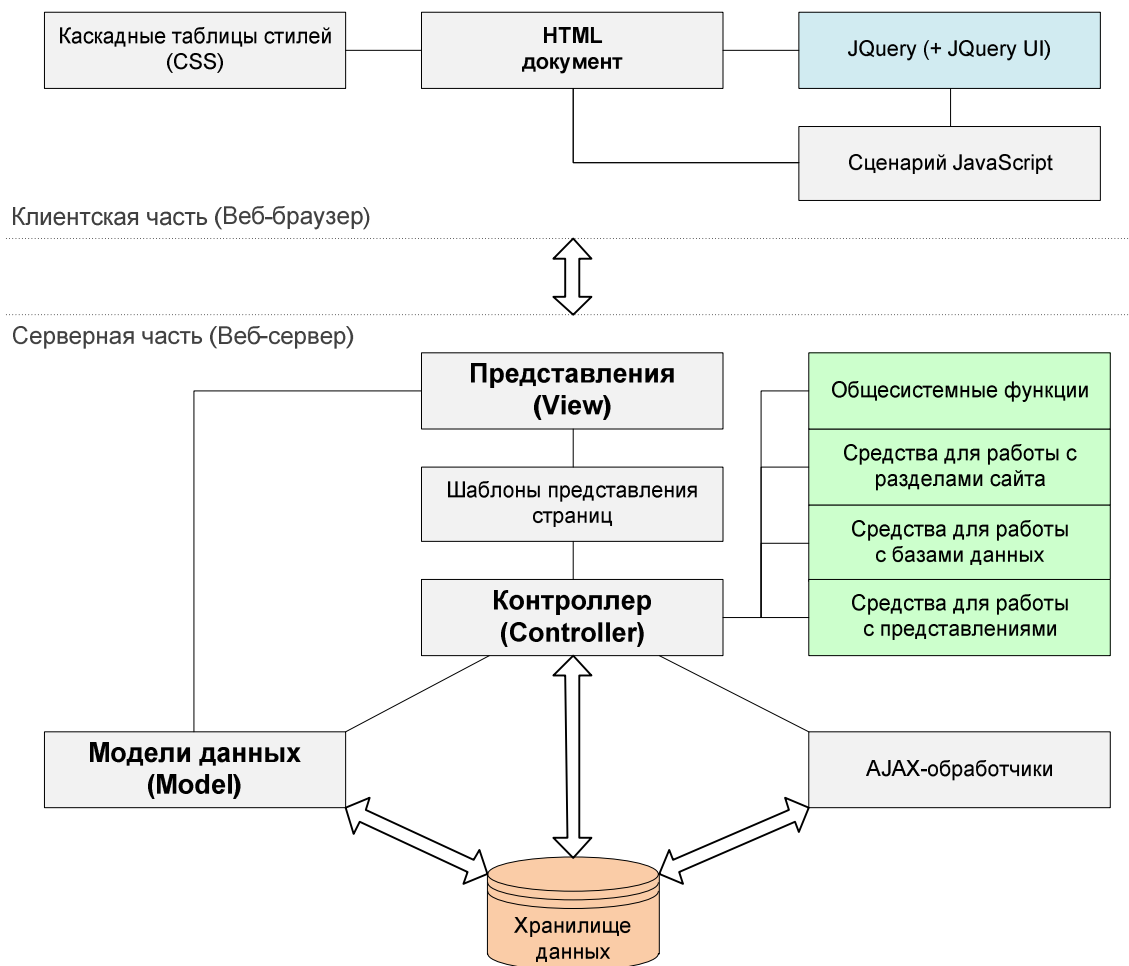 Каскадные таблицы стилей
(CSS)
HTML
документ
JQuery (+ JQuery UI)
Сценарий JavaScript
Клиентская часть (Веб-браузер)
Серверная часть (Веб-сервер)
Представления
(View)
Общесистемные функции
Средства для работы с
разделами сайта
Шаблоны представления
страниц
Средства для работы
с базами данных
Контроллер
(Controller)
Средства для работы
с представлениями
Модели данных
(Model)
AJAX-обработчики
Хранилище
данных